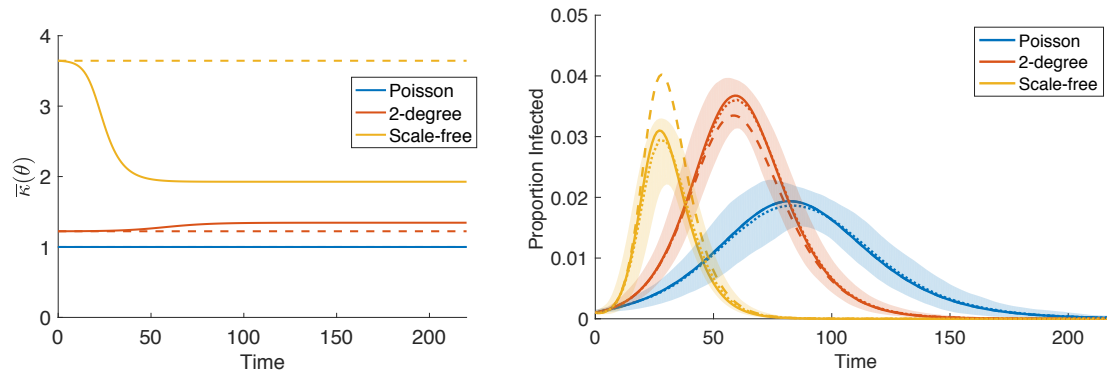 4
3
2
1
0
0
50
100
150
200
Time
κ̅(θ)
Poisson
2-degree
Scale-free
0.05
0.04
0.03
0.02
0.01
0
0
50
100
150
200
Time
Proportion Infected
Poisson
2-degree
Scale-free